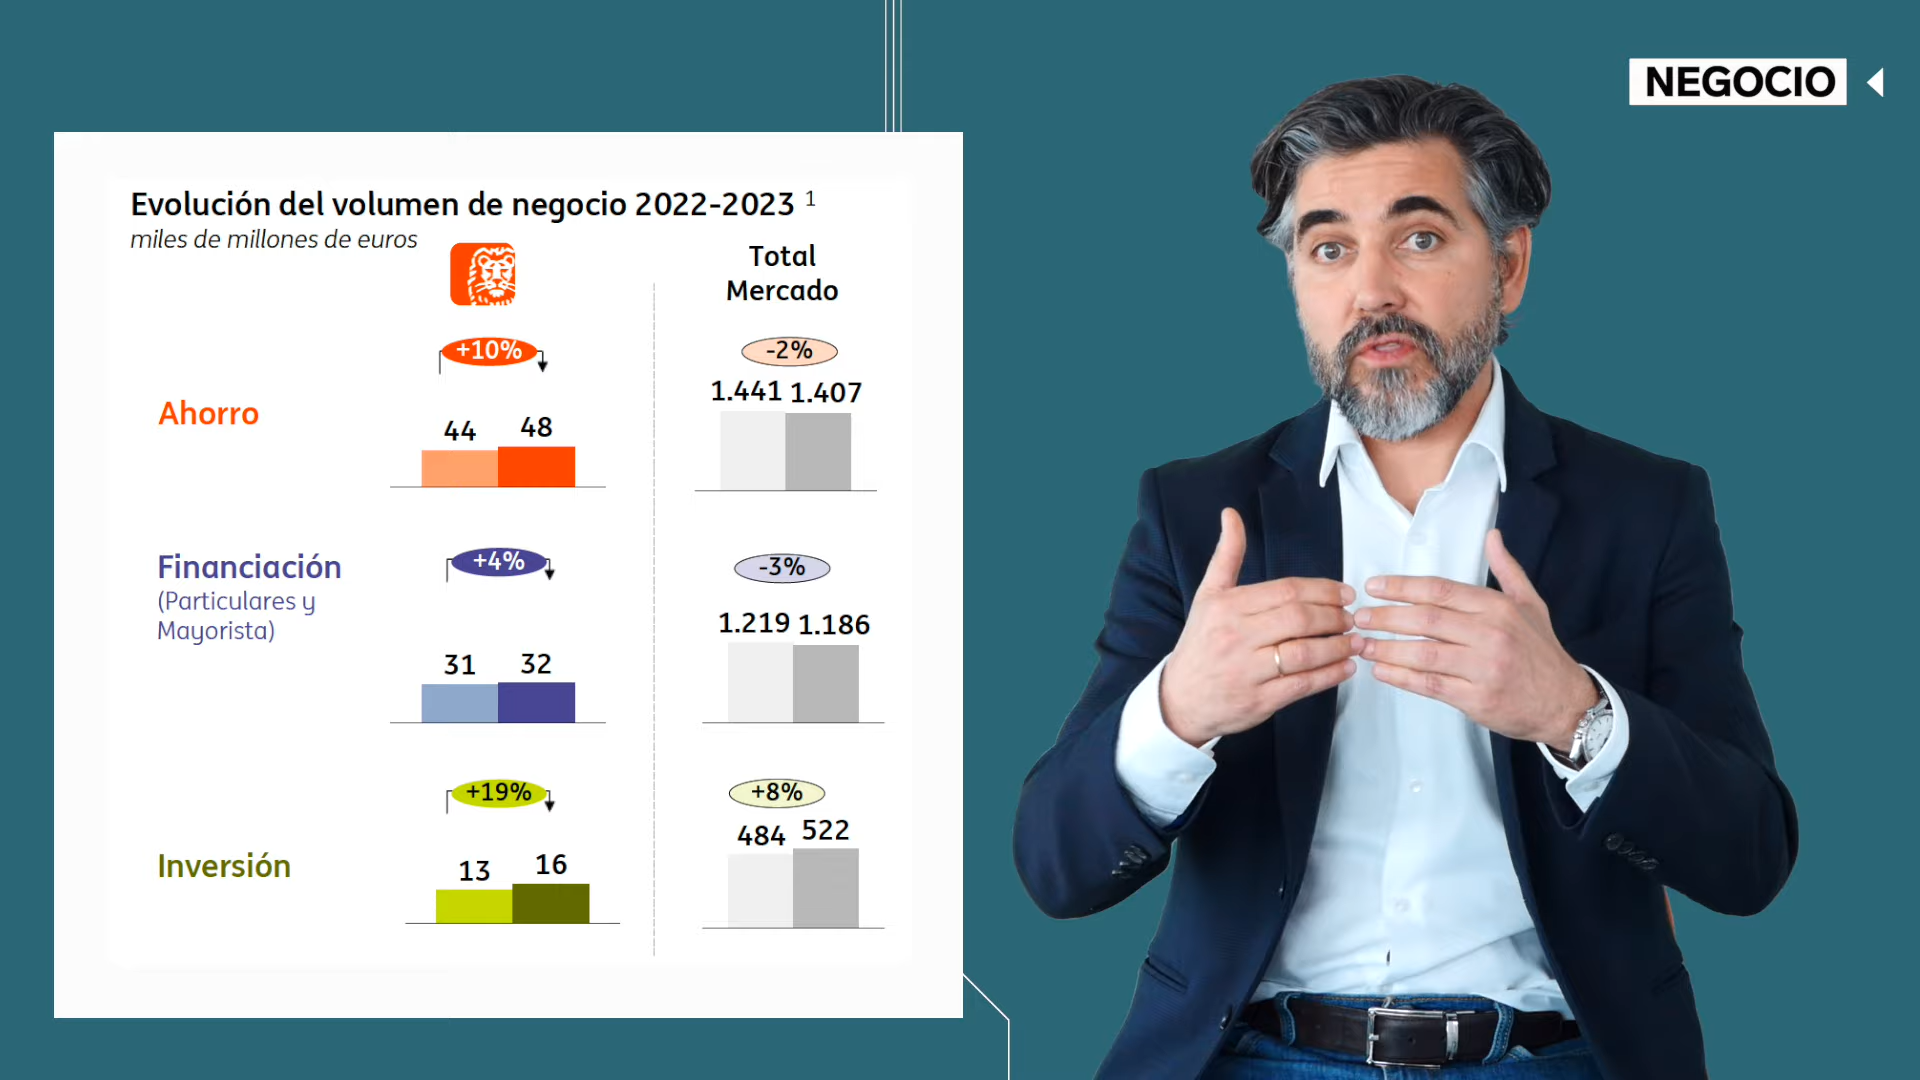 NEGOCIO
Evolución del volumen de negocio 2022-2023 1
miles de millones de euros
Total
Mercado
+10%
-2%
Ahorro
44
48
1.441
1.407
+4%
-3%
Financiación
(Particulares y
Mayorista)
31
32
1.219
1.186
+19%
+8%
Inversión
13
16
484
522